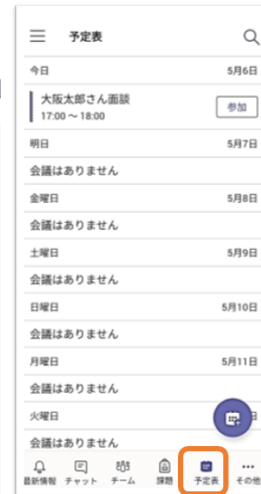 予定表
今日 5月6日
大阪太郎さん面談
参加
17:00 ～ 18:00
明日 5月7日
会議はありません
金曜日 5月8日
会議はありません
土曜日 5月9日
会議はありません
日曜日 5月10日
会議はありません
月曜日 5月11日
会議はありません
火曜日 日
会議はありません
最新情報 チャット チーム 課題 予定表 その他